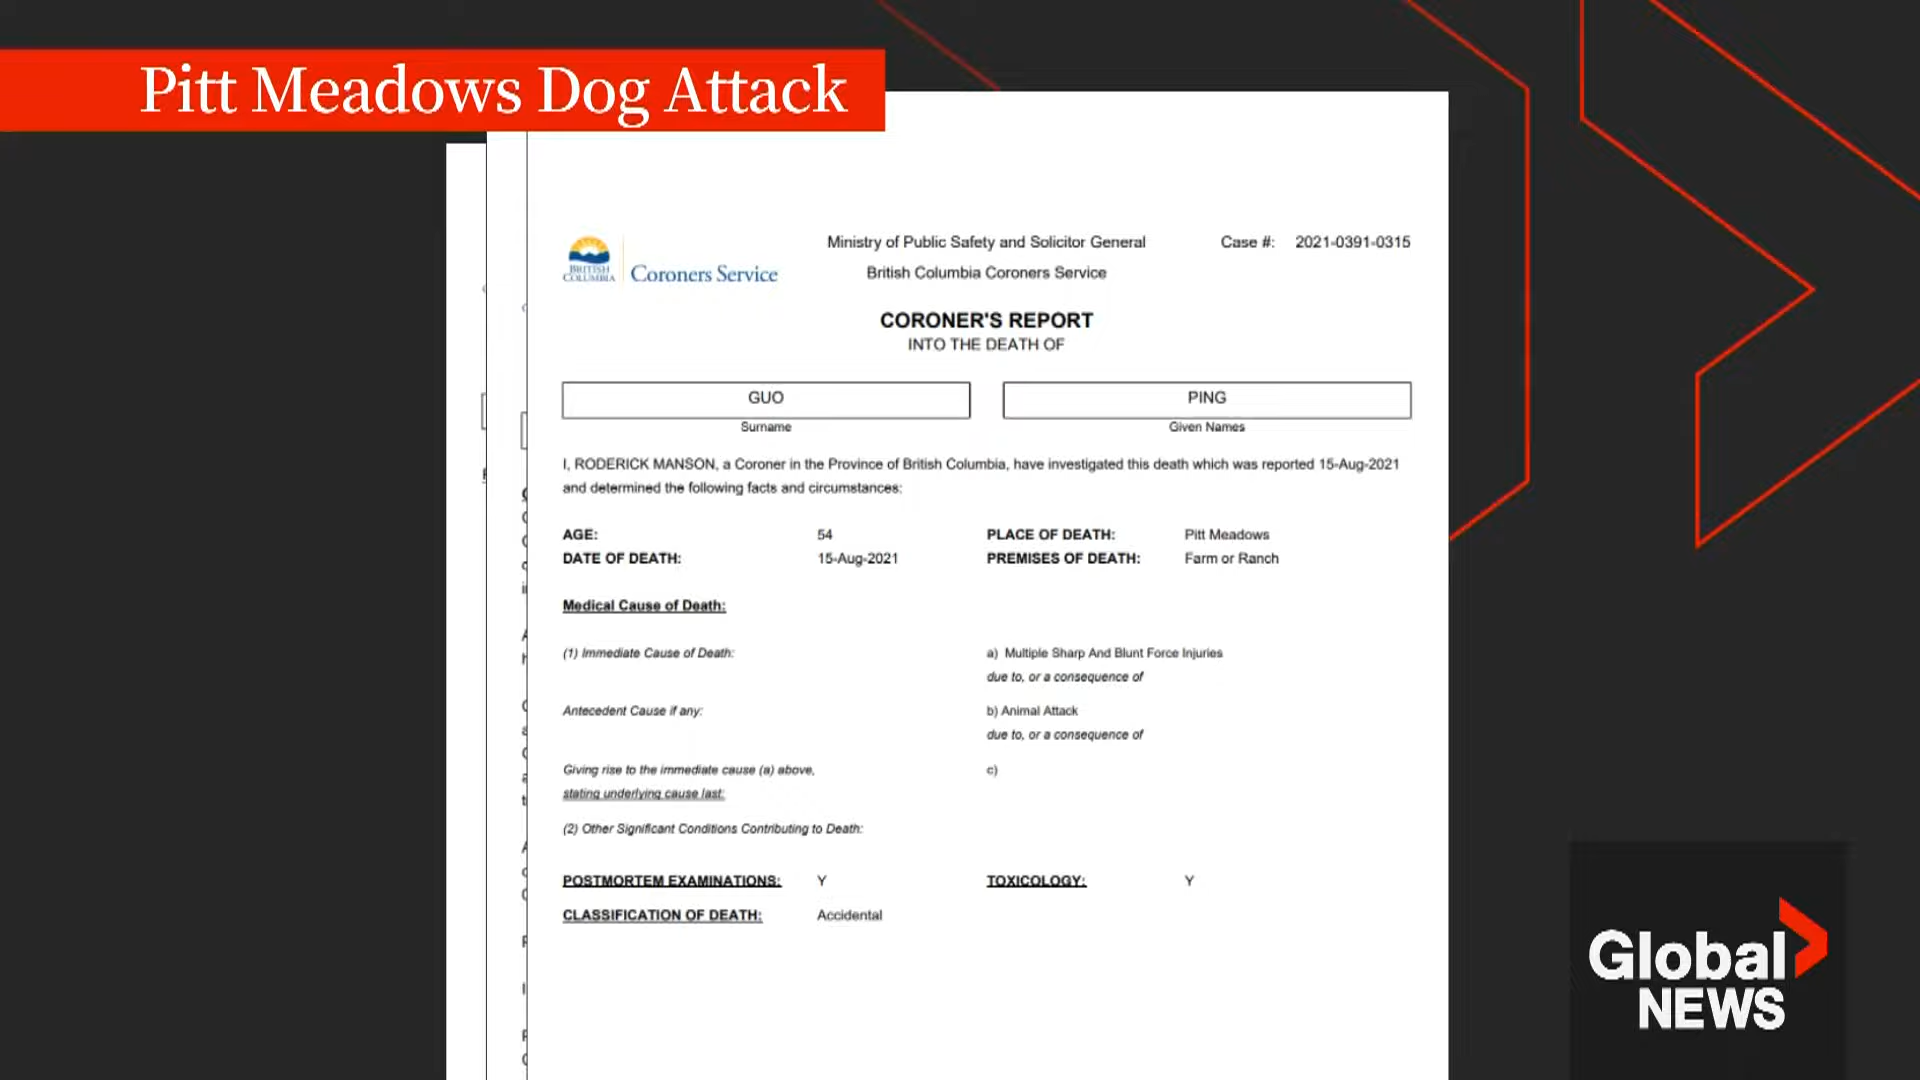 Pitt Meadows Dog Attack
Ministry of Public Safety and Solicitor General
Case #: 2021-0391-0315
BRITISH
COLUMBIA
Coroners Service
British Columbia Coroners Service
CORONER'S REPORT
INTO THE DEATH OF
GUO
PING
Surname
Given Names
I, RODERICK MANSON, a Coroner in the Province of British Columbia, have investigated this death which was reported 15-Aug-2021
and determined the following facts and circumstances:
AGE: 54 PLACE OF DEATH: Pitt Meadows
DATE OF DEATH: 15-Aug-2021 PREMISES OF DEATH: Farm or Ranch
Medical Cause of Death:
(1) Immediate Cause of Death: a) Multiple Sharp And Blunt Force Injuries
due to, or a consequence of
Antecedent Cause if any: b) Animal Attack
due to, or a consequence of
Giving rise to the immediate cause (a) above, c)
stating underlying cause last:
(2) Other Significant Conditions Contributing to Death:
POSTMORTEM EXAMINATIONS: Y TOXICOLOGY: Y
CLASSIFICATION OF DEATH: Accidental
Global
NEWS